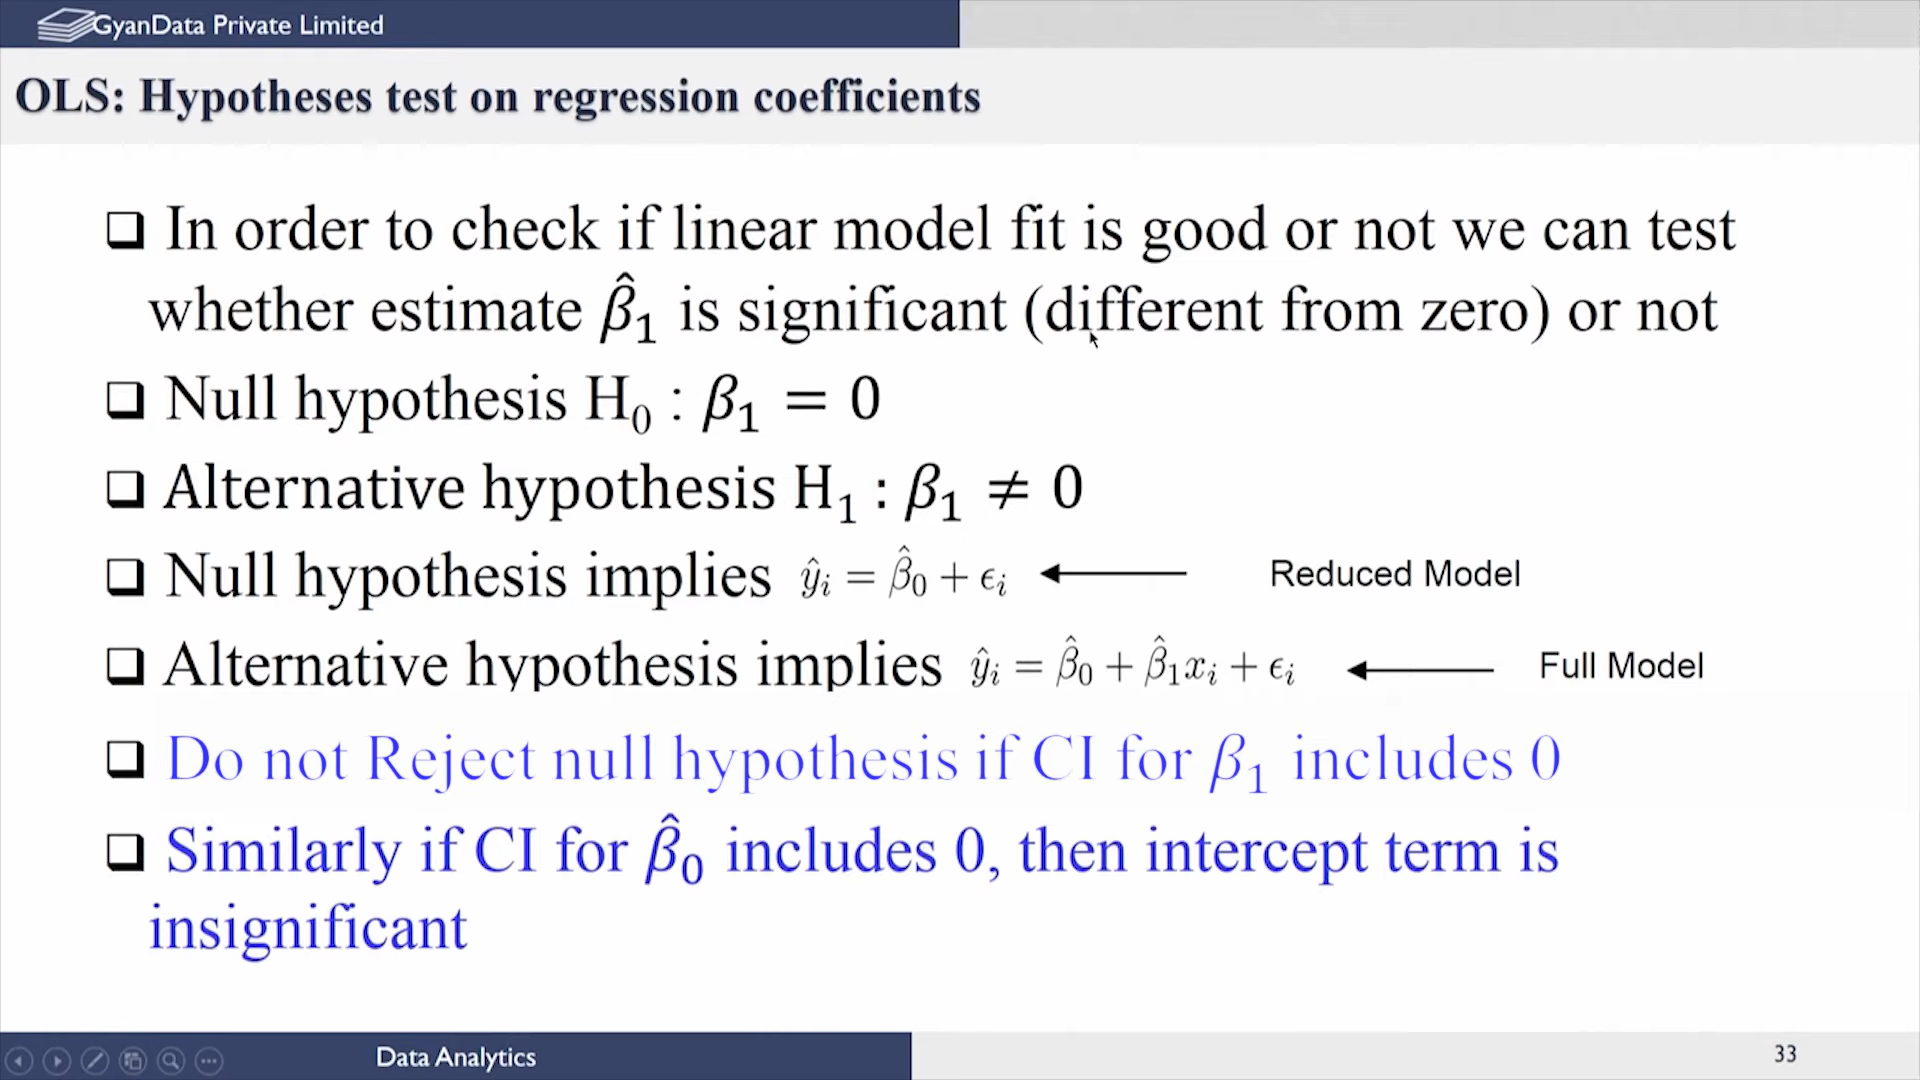 GyanData Private Limited
OLS: Hypotheses test on regression coefficients
❑ In order to check if linear model fit is good or not we can test
whether estimate β̂₁ is significant (different from zero) or not
❑ Null hypothesis H₀ : β₁ = 0
❑ Alternative hypothesis H₁ : β₁ ≠ 0
❑ Null hypothesis implies ŷᵢ = β̂₀ + ϵᵢ ← Reduced Model
❑ Alternative hypothesis implies ŷᵢ = β̂₀ + β̂₁xᵢ + ϵᵢ ← Full Model
❑ Do not Reject null hypothesis if CI for β₁ includes 0
❑ Similarly if CI for β̂₀ includes 0, then intercept term is
insignificant
Data Analytics
33